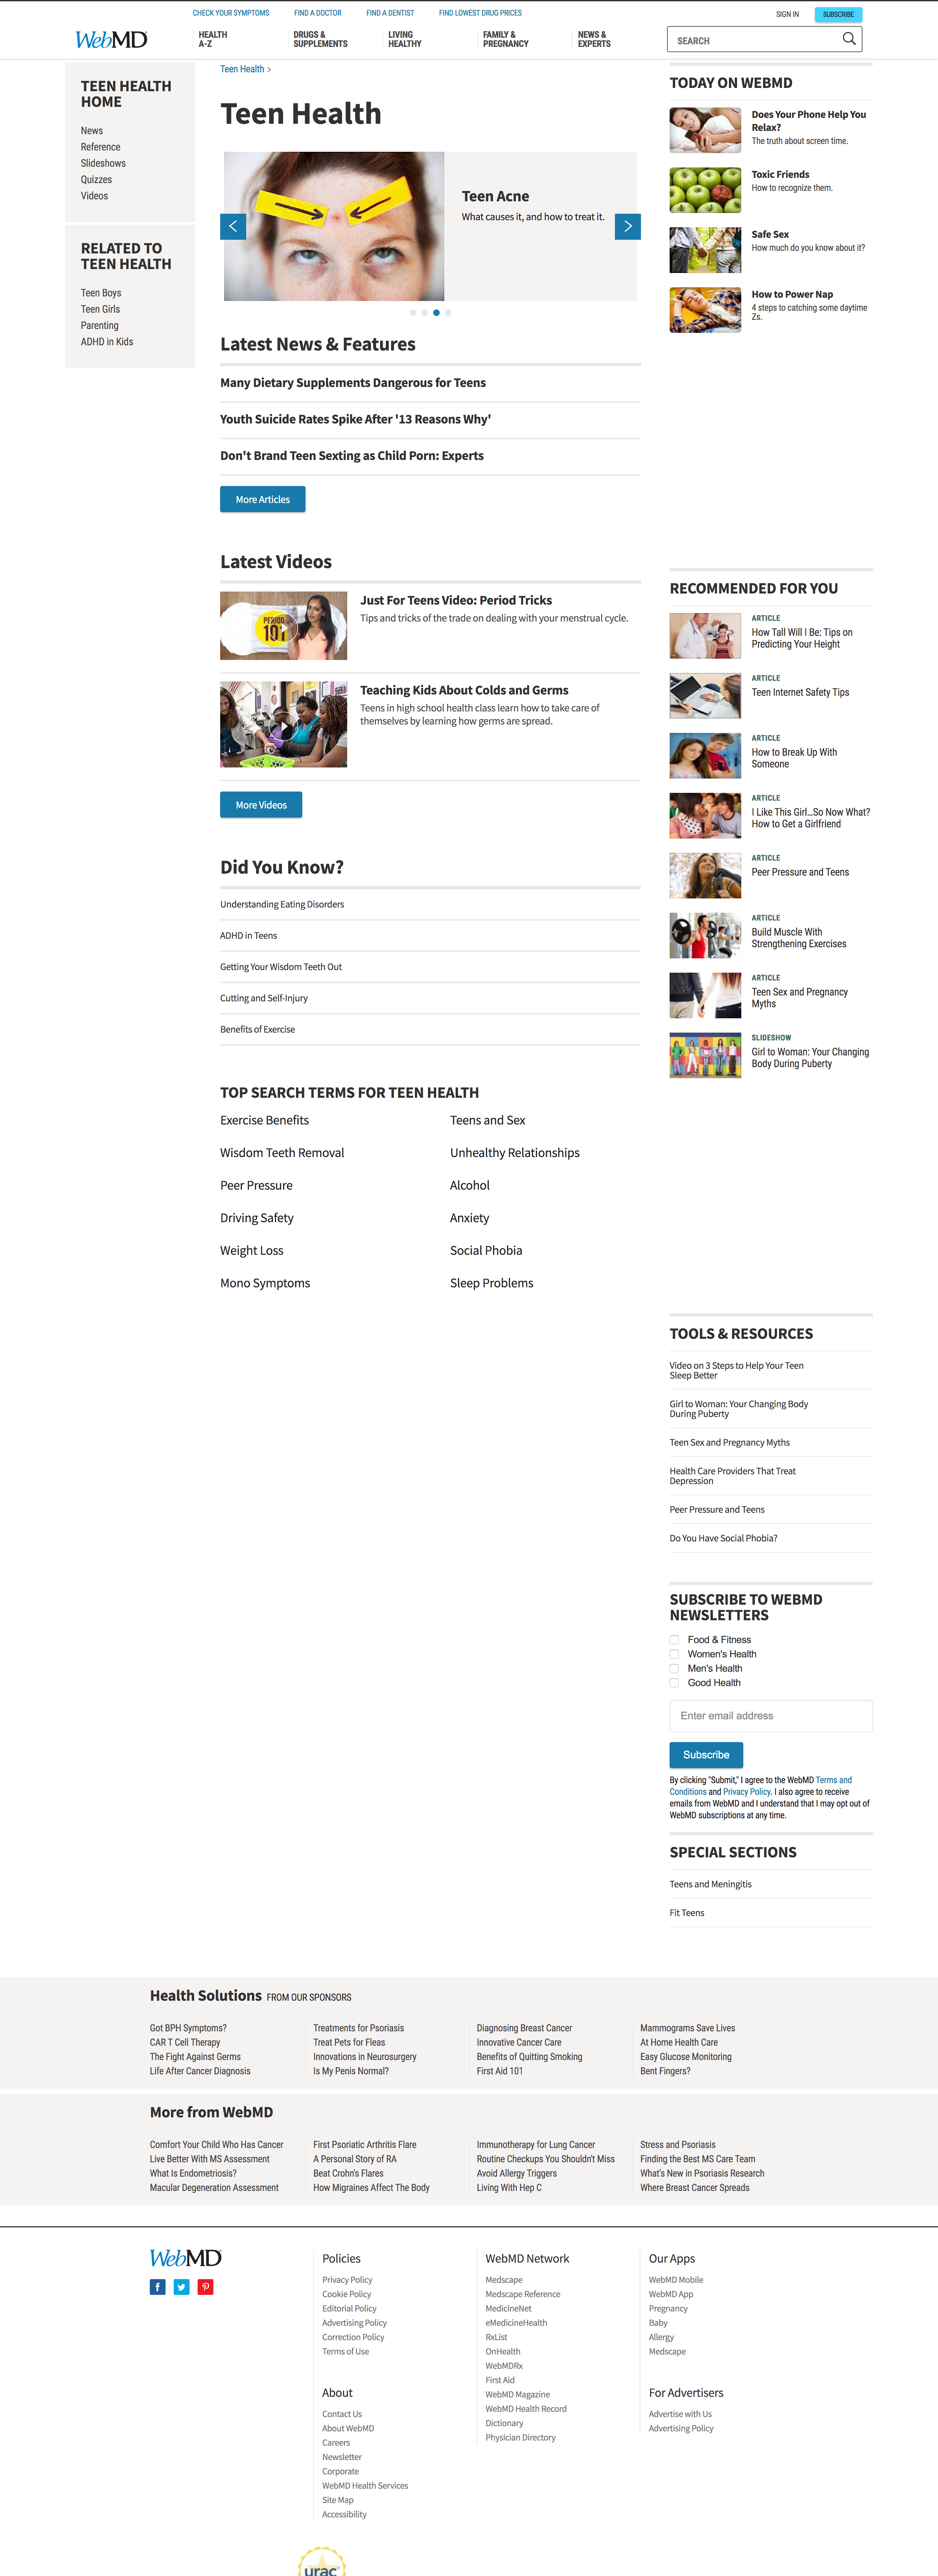 CHECK YOUR SYMPTOMS
FIND A DOCTOR
FIND A DENTIST
FIND LOWEST DRUG PRICES
SIGN IN
SUBSCRIBE
WebMD
HEALTH
A-Z
DRUGS &
SUPPLEMENTS
LIVING
HEALTHY
FAMILY &
PREGNANCY
NEWS &
EXPERTS
SEARCH
TEEN HEALTH
HOME
News
Reference
Slideshows
Quizzes
Videos
RELATED TO
TEEN HEALTH
Teen Boys
Teen Girls
Parenting
ADHD in Kids
Teen Health >
Teen Health
Teen Acne
What causes it, and how to treat it.
Latest News & Features
Many Dietary Supplements Dangerous for Teens
Youth Suicide Rates Spike After '13 Reasons Why'
Don't Brand Teen Sexting as Child Porn: Experts
More Articles
Latest Videos
PERIOD
101
Just For Teens Video: Period Tricks
Tips and tricks of the trade on dealing with your menstrual cycle.
Teaching Kids About Colds and Germs
Teens in high school health class learn how to take care of
themselves by learning how germs are spread.
More Videos
Did You Know?
Understanding Eating Disorders
ADHD in Teens
Getting Your Wisdom Teeth Out
Cutting and Self-Injury
Benefits of Exercise
TOP SEARCH TERMS FOR TEEN HEALTH
Exercise Benefits
Teens and Sex
Wisdom Teeth Removal
Unhealthy Relationships
Peer Pressure
Alcohol
Driving Safety
Anxiety
Weight Loss
Social Phobia
Mono Symptoms
Sleep Problems
TODAY ON WEBMD
Does Your Phone Help You
Relax?
The truth about screen time.
Toxic Friends
How to recognize them.
Safe Sex
How much do you know about it?
How to Power Nap
4 steps to catching some daytime
Zs.
RECOMMENDED FOR YOU
ARTICLE
How Tall Will I Be: Tips on
Predicting Your Height
ARTICLE
Teen Internet Safety Tips
ARTICLE
How to Break Up With
Someone
ARTICLE
I Like This Girl...So Now What?
How to Get a Girlfriend
ARTICLE
Peer Pressure and Teens
ARTICLE
Build Muscle With
Strengthening Exercises
ARTICLE
Teen Sex and Pregnancy
Myths
SLIDESHOW
Girl to Woman: Your Changing
Body During Puberty
TOOLS & RESOURCES
Video on 3 Steps to Help Your Teen
Sleep Better
Girl to Woman: Your Changing Body
During Puberty
Teen Sex and Pregnancy Myths
Health Care Providers That Treat
Depression
Peer Pressure and Teens
Do You Have Social Phobia?
SUBSCRIBE TO WEBMD
NEWSLETTERS
Food & Fitness
Women's Health
Men's Health
Good Health
Enter email address
Subscribe
By clicking "Submit," I agree to the WebMD Terms and
Conditions and Privacy Policy. I also agree to receive
emails from WebMD and I understand that I may opt out of
WebMD subscriptions at any time.
SPECIAL SECTIONS
Teens and Meningitis
Fit Teens
Health Solutions FROM OUR SPONSORS
Got BPH Symptoms?
CAR T Cell Therapy
The Fight Against Germs
Life After Cancer Diagnosis
Treatments for Psoriasis
Treat Pets for Fleas
Innovations in Neurosurgery
Is My Penis Normal?
Diagnosing Breast Cancer
Innovative Cancer Care
Benefits of Quitting Smoking
First Aid 101
Mammograms Save Lives
At Home Health Care
Easy Glucose Monitoring
Bent Fingers?
More from WebMD
Comfort Your Child Who Has Cancer
Live Better With MS Assessment
What Is Endometriosis?
Macular Degeneration Assessment
First Psoriatic Arthritis Flare
A Personal Story of RA
Beat Crohn's Flares
How Migraines Affect The Body
Immunotherapy for Lung Cancer
Routine Checkups You Shouldn't Miss
Avoid Allergy Triggers
Living With Hep C
Stress and Psoriasis
Finding the Best MS Care Team
What's New in Psoriasis Research
Where Breast Cancer Spreads
WebMD
Policies
Privacy Policy
Cookie Policy
Editorial Policy
Advertising Policy
Correction Policy
Terms of Use
About
Contact Us
About WebMD
Careers
Newsletter
Corporate
WebMD Health Services
Site Map
Accessibility
WebMD Network
Medscape
Medscape Reference
MedicineNet
eMedicineHealth
RxList
OnHealth
WebMDRx
First Aid
WebMD Magazine
WebMD Health Record
Dictionary
Physician Directory
Our Apps
WebMD Mobile
WebMD App
Pregnancy
Baby
Allergy
Medscape
For Advertisers
Advertise with Us
Advertising Policy
urac